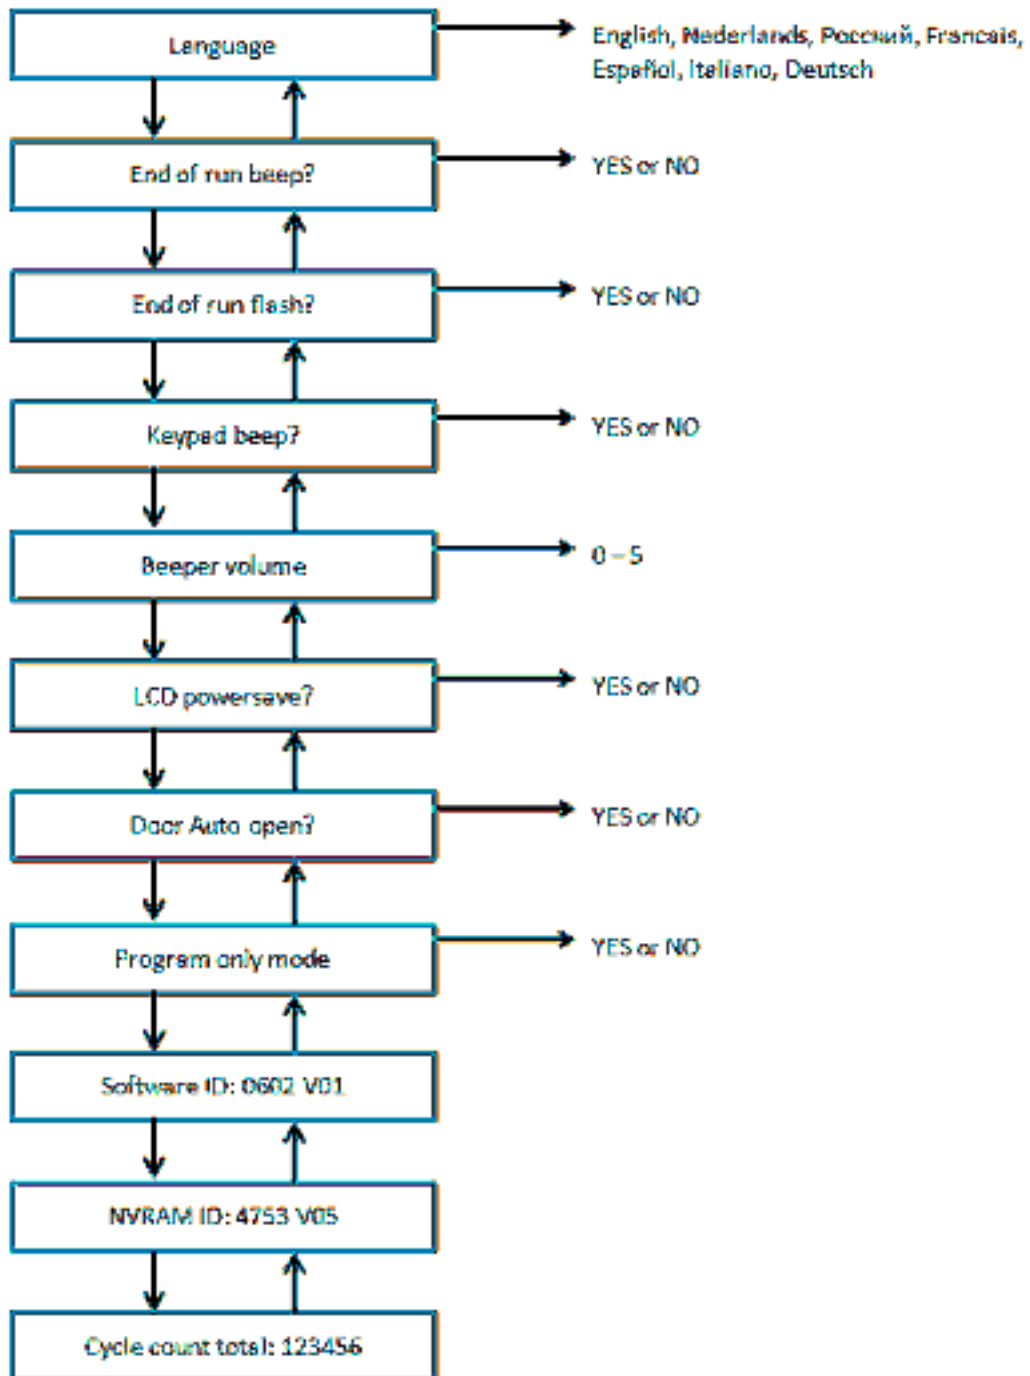 Language
English, Nederlands, Росский, Francais,
Español, Italiano, Deutsch
End of run beep?
YES or NO
End of run flash?
YES or NO
Keypad beep?
YES or NO
Beeper volume
0 – 5
LCD powersave?
YES or NO
Door Auto open?
YES or NO
Program only mode
YES or NO
Software ID: 0602 V01
NVRAM ID: 4753 V05
Cycle count total: 123456